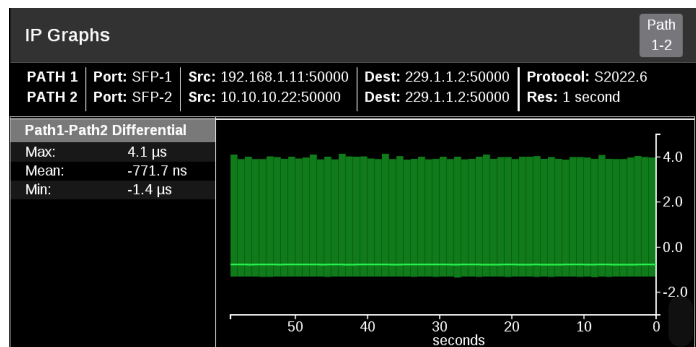 IP Graphs
Path
1-2
PATH 1 Port: SFP-1 Src: 192.168.1.11:50000 Dest: 229.1.1.2:50000 Protocol: S2022.6
PATH 2 Port: SFP-2 Src: 10.10.10.22:50000 Dest: 229.1.1.2:50000 Res: 1 second
Path1-Path2 Differential
Max: 4.1 µs
Mean: -771.7 ns
Min: -1.4 µs
4.0
2.0
0.0
-2.0
50 40 30 20 10 0
seconds